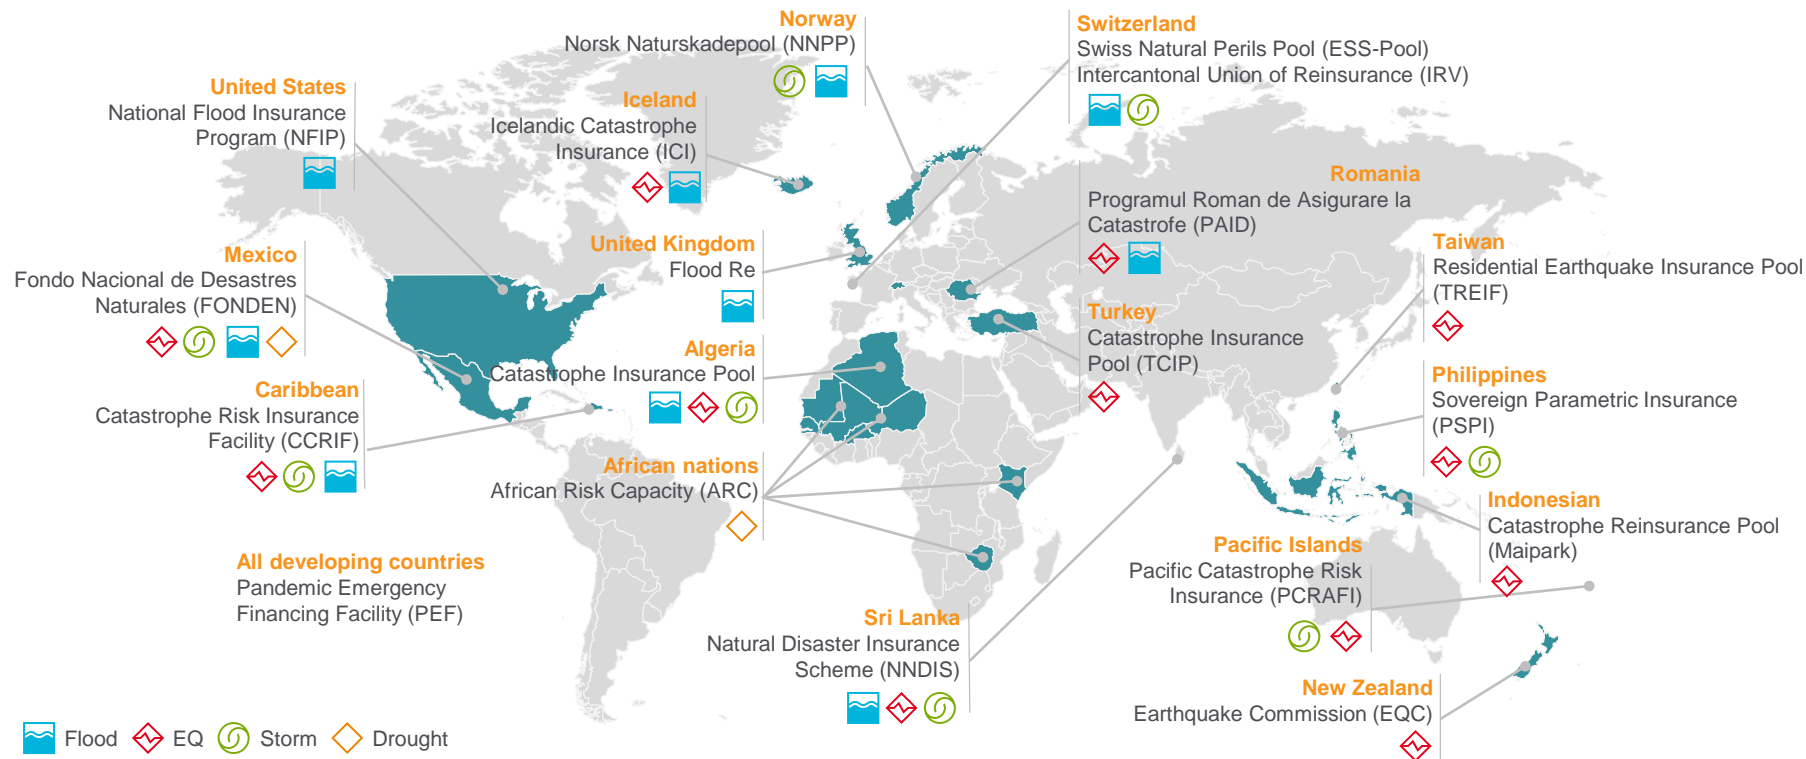 Norway
Norsk Naturskadepool (NNPP)
Switzerland
Swiss Natural Perils Pool (ESS-Pool)
Intercantonal Union of Reinsurance (IRV)
United States
National Flood Insurance
Program (NFIP)
Iceland
Icelandic Catastrophe
Insurance (ICI)
Romania
Programul Roman de Asigurare la
Catastrofe (PAID)
United Kingdom
Flood Re
Taiwan
Residential Earthquake Insurance Pool
(TREIF)
Mexico
Fondo Nacional de Desastres
Naturales (FONDEN)
Turkey
Catastrophe Insurance
Pool (TCIP)
Algeria
Catastrophe Insurance Pool
Philippines
Sovereign Parametric Insurance
(PSPI)
Caribbean
Catastrophe Risk Insurance
Facility (CCRIF)
African nations
African Risk Capacity (ARC)
Indonesian
Catastrophe Reinsurance Pool
(Maipark)
Pacific Islands
Pacific Catastrophe Risk
Insurance (PCRAFI)
All developing countries
Pandemic Emergency
Financing Facility (PEF)
Sri Lanka
Natural Disaster Insurance
Scheme (NNDIS)
New Zealand
Earthquake Commission (EQC)
Flood EQ Storm Drought